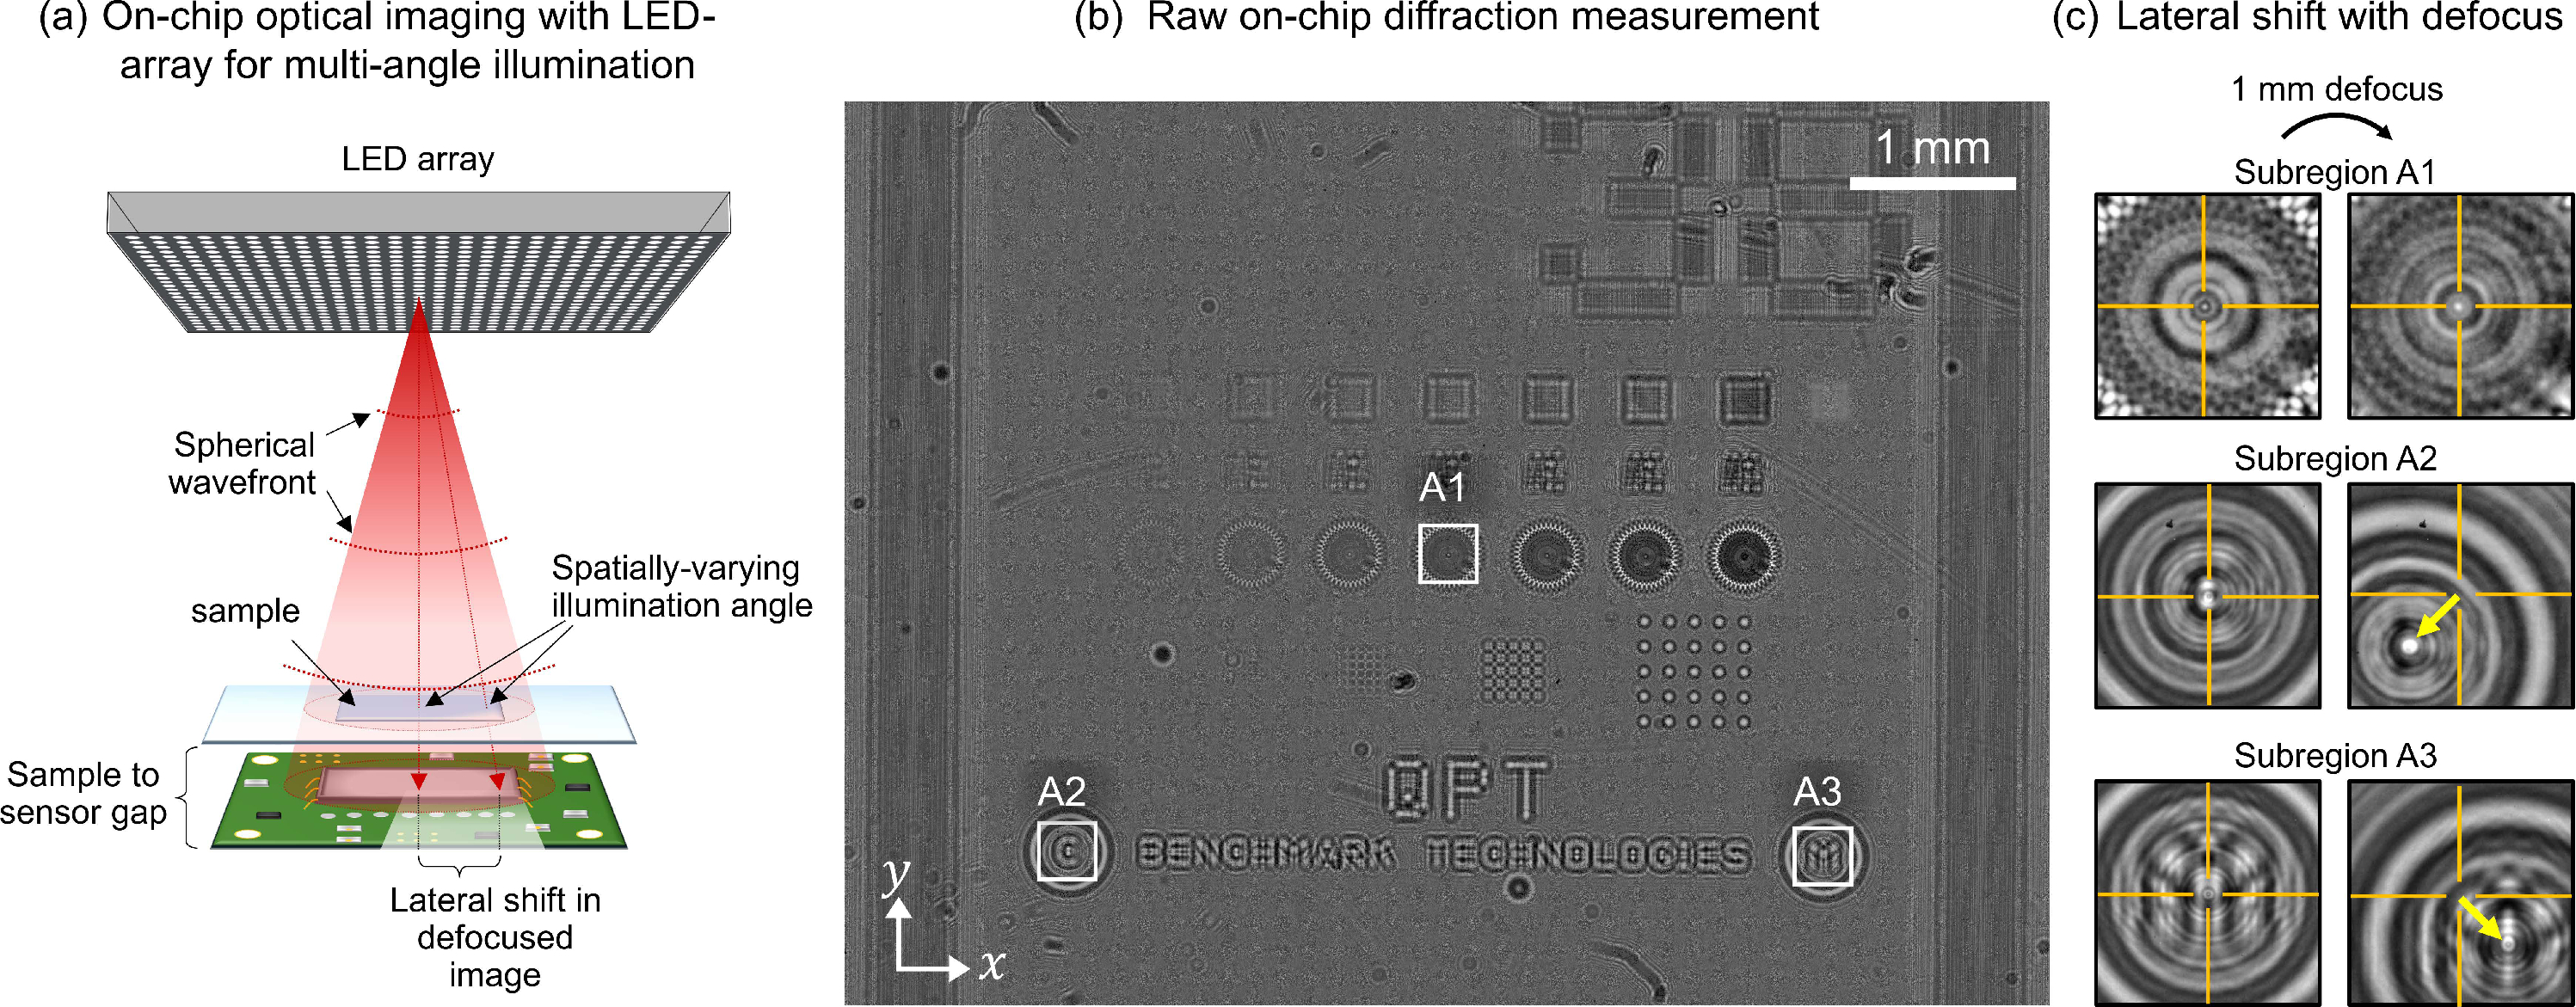 (a) On-chip optical imaging with LED-
array for multi-angle illumination
LED array
Spherical
wavefront
sample
Spatially-varying
illumination angle
Sample to
sensor gap
Lateral shift in
defocused
image
(b) Raw on-chip diffraction measurement
1 mm
A1
QPT
A2
A3
C
BENCHMARK TECHNOLOGIES
M
y
x
(c) Lateral shift with defocus
1 mm defocus
Subregion A1
Subregion A2
Subregion A3